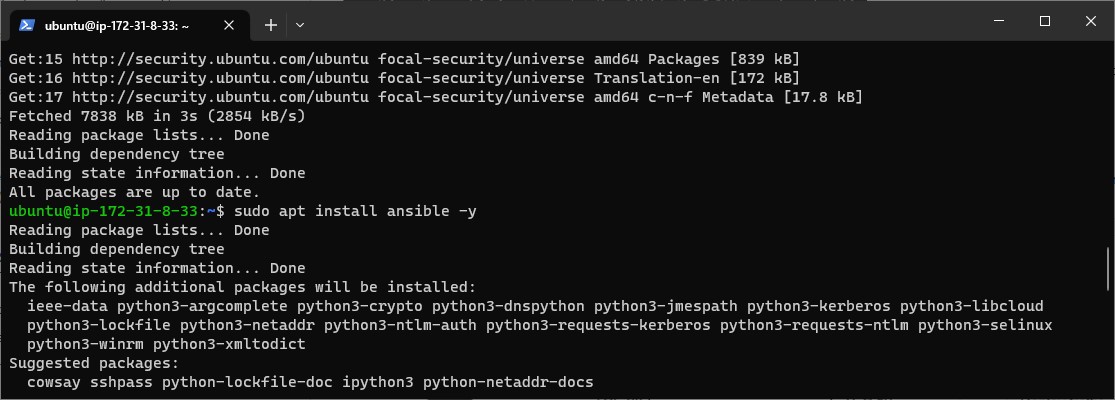 ubuntu@ip-172-31-8-33: ~
Get:15 http://security.ubuntu.com/ubuntu focal-security/universe amd64 Packages [839 kB]
Get:16 http://security.ubuntu.com/ubuntu focal-security/universe Translation-en [172 kB]
Get:17 http://security.ubuntu.com/ubuntu focal-security/universe amd64 c-n-f Metadata [17.8 kB]
Fetched 7838 kB in 3s (2854 kB/s)
Reading package lists... Done
Building dependency tree
Reading state information... Done
All packages are up to date.
ubuntu@ip-172-31-8-33:~$ sudo apt install ansible -y
Reading package lists... Done
Building dependency tree
Reading state information... Done
The following additional packages will be installed:
  ieee-data python3-argcomplete python3-crypto python3-dnspython python3-jmespath python3-kerberos python3-libcloud
  python3-lockfile python3-netaddr python3-ntlm-auth python3-requests-kerberos python3-requests-ntlm python3-selinux
  python3-winrm python3-xmltodict
Suggested packages:
  cowsay sshpass python-lockfile-doc ipython3 python-netaddr-docs